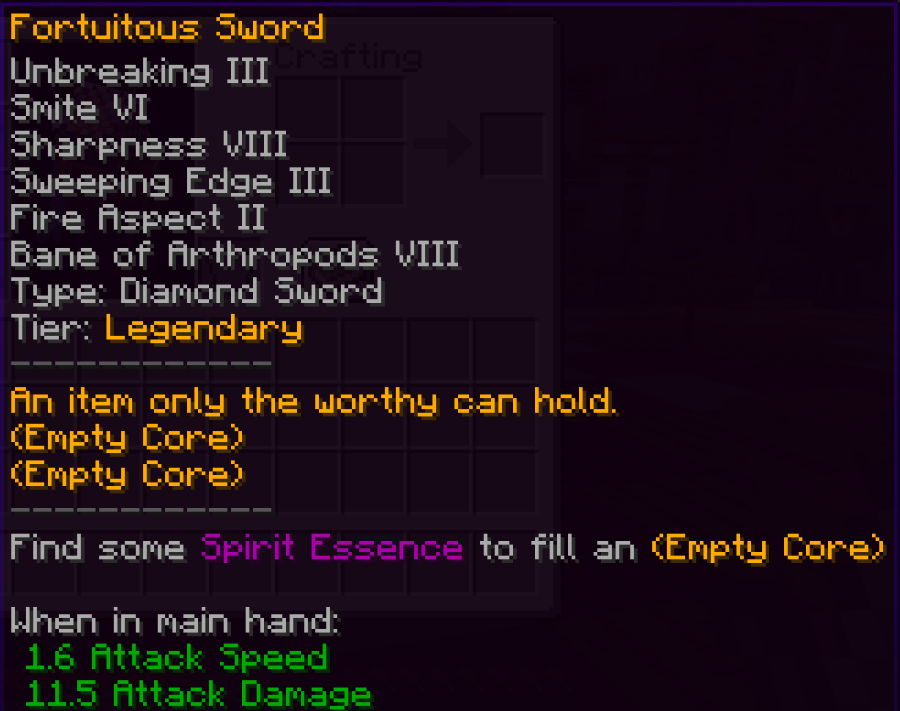 Fortuitous Sword
Crafting
Unbreaking III
Smite VI
Sharpness VIII
Sweeping Edge III
Fire Aspect II
Bane of Arthropods VIII
Type: Diamond Sword
Tier: Legendary
-------------
An item only the worthy can hold.
(Empty Core)
(Empty Core)
-------------
Find some Spirit Essence to fill an (Empty Core)
When in main hand:
1.6 Attack Speed
11.5 Attack Damage